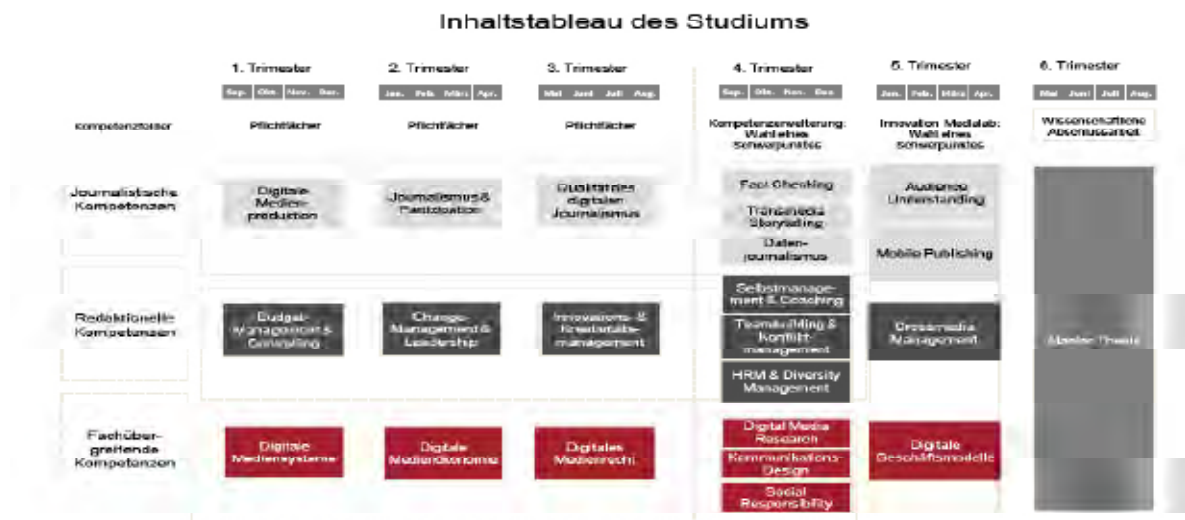 Inhaltstableau des Studiums
1. Trimester
2. Trimester
3. Trimester
4. Trimester
5. Trimester
6. Trimester
Sep. Okt. Nov. Dez.
Jan. Feb. März Apr.
Mai Juni Juli Aug.
Sep. Okt. Nov. Dez.
Jan. Feb. März Apr.
Mai Juni Juli Aug.
Kompetenzfelder
Pflichtfächer
Pflichtfächer
Pflichtfächer
Kompetenzerweiterung:
Wahl eines
Schwerpunktes
Innovation Medialab:
Wahl eines
Schwerpunktes
Wissenschaftliche
Abschlussarbeit
Journalistische
Kompetenzen
Digitale
Medien-
produktion
Journalismus &
Partizipation
Qualität des
digitalen
Journalismus
Fact Checking
Transmedia
Storytelling
Daten-
journalismus
Audience
Understanding
Mobile Publishing
Redaktionelle
Kompetenzen
Budget-
Management &
Controlling
Change-
Management &
Leadership
Innovations- &
Kreativitäts-
management
Selbstmanage-
ment & Coaching
Teambuilding &
Konflikt-
management
HRM & Diversity
Management
Crossmedia
Management
Master Thesis
Fachüber-
greifende
Kompetenzen
Digitale
Mediensysteme
Digitale
Medienökonomie
Digitales
Medienrecht
Digital Media
Research
Kommunikations-
Design
Social
Responsibility
Digitale
Geschäftsmodelle